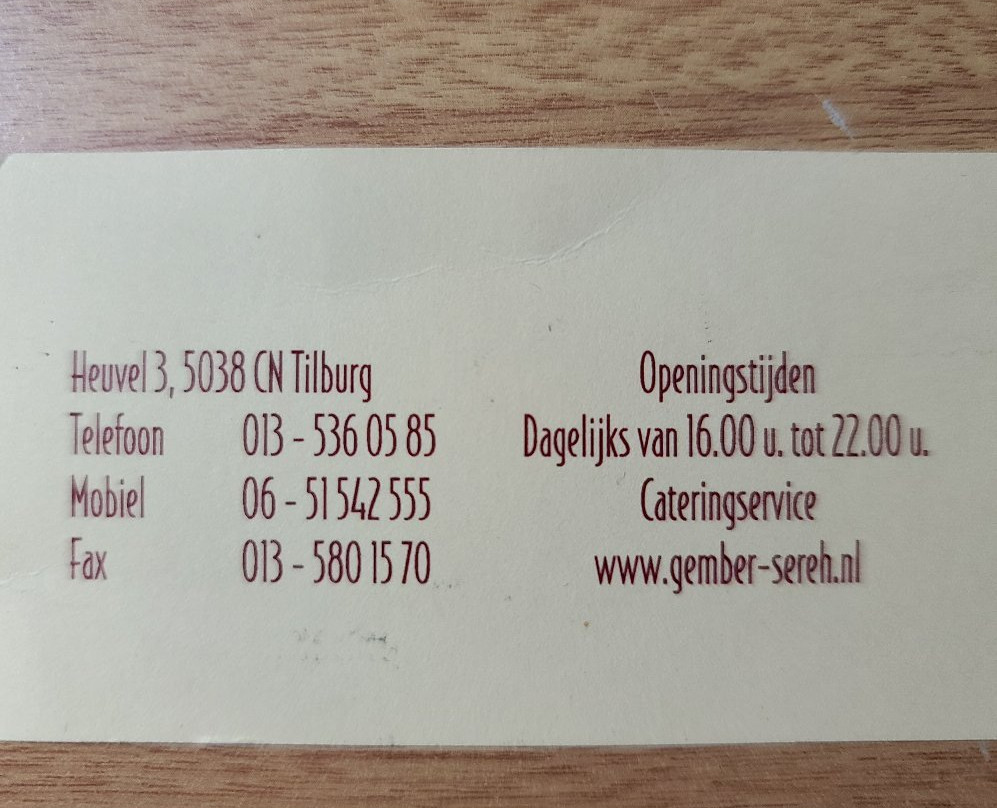 Heuvel 3, 5038 CN Tilburg
Telefoon 013 - 536 05 85
Mobiel 06 - 51 542 555
Fax 013 - 580 15 70
Openingstijden
Dagelijks van 16.00 u. tot 22.00 u.
Cateringservice
www.gember-sereh.nl